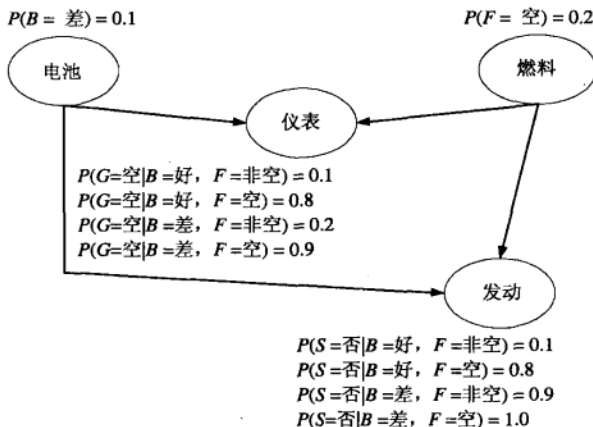 P(B = 差) = 0.1
P(F = 空) = 0.2
电池
燃料
仪表
P(G=空|B=好，F=非空) = 0.1
P(G=空|B=好，F=空) = 0.8
P(G=空|B=差，F=非空) = 0.2
P(G=空|B=差，F=空) = 0.9
发动
P(S=否|B=好，F=非空) = 0.1
P(S=否|B=好，F=空) = 0.8
P(S=否|B=差，F=非空) = 0.9
P(S=否|B=差，F=空) = 1.0